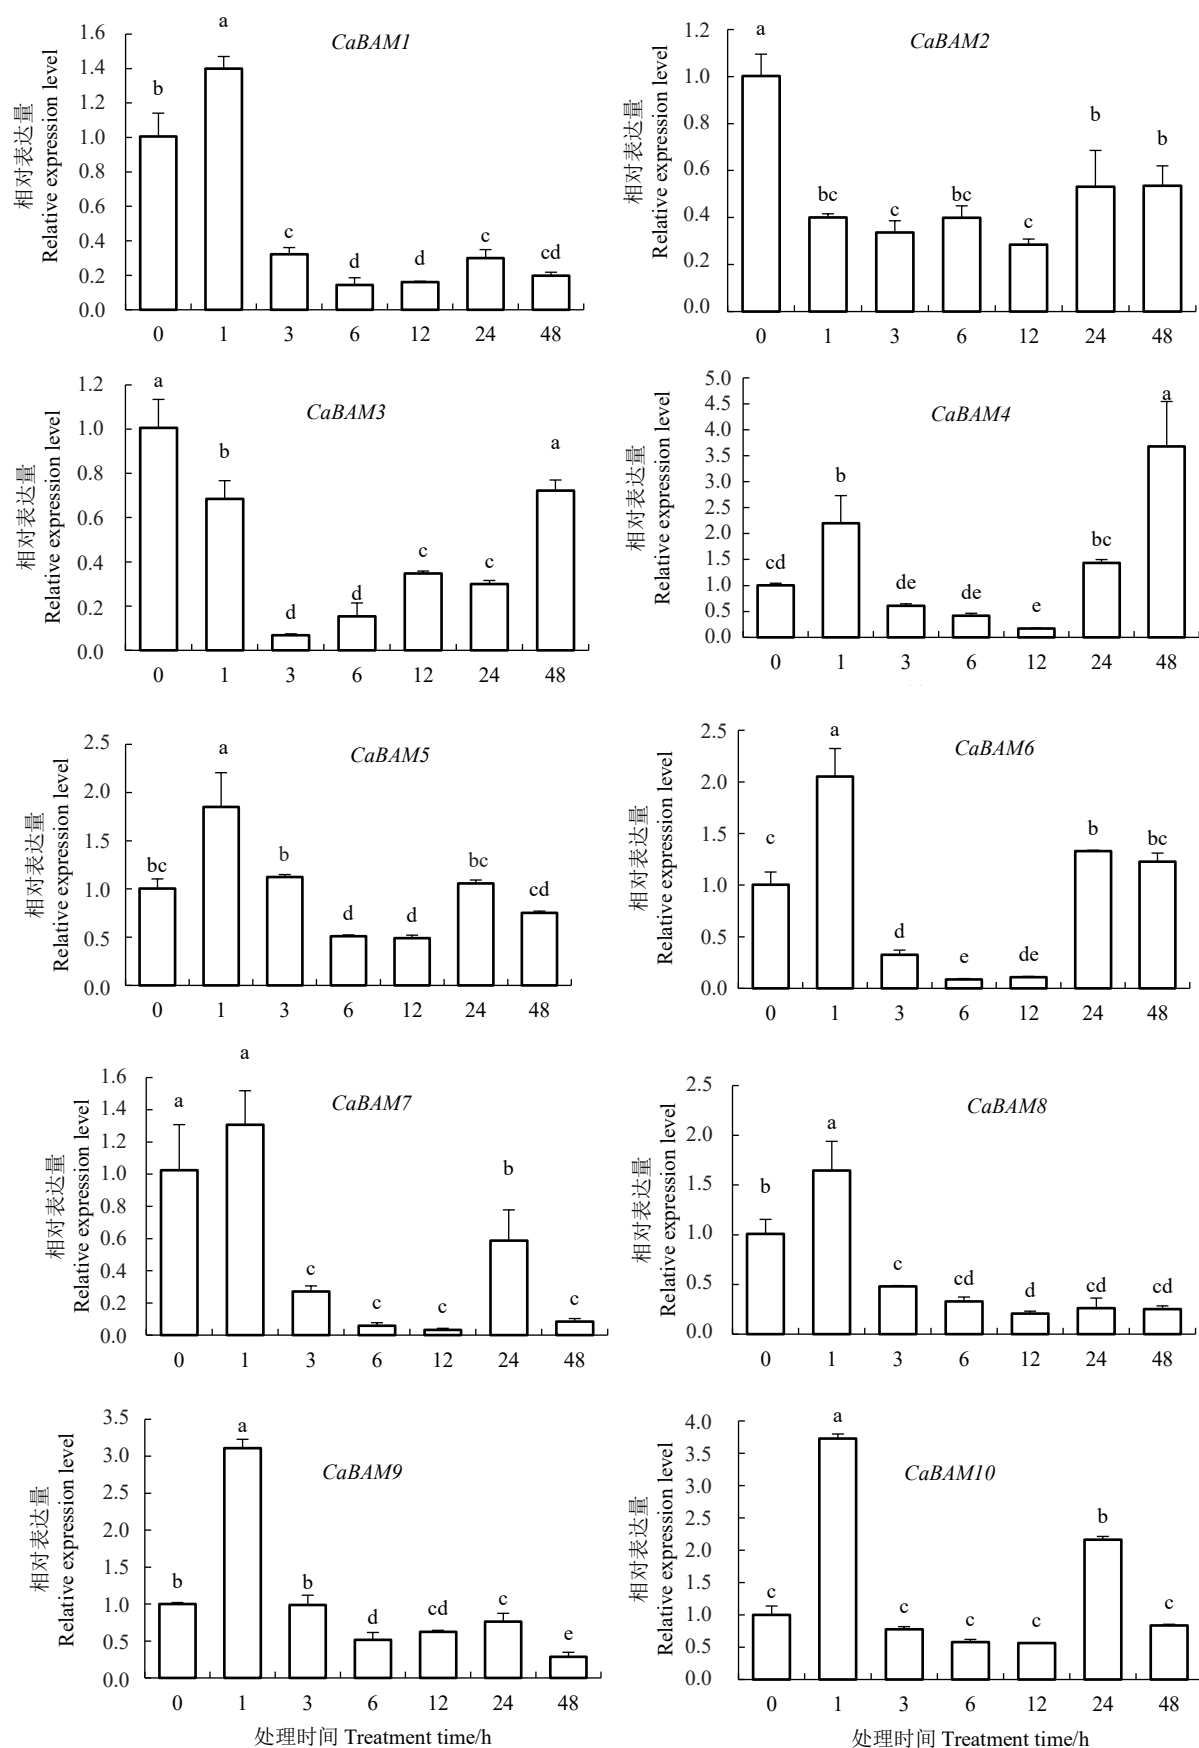 CaBAM1
相对表达量
Relative expression level
1.6
1.4
1.2
1.0
0.8
0.6
0.4
0.2
0.0
b
a
c
d
d
c
cd
0 1 3 6 12 24 48
CaBAM2
相对表达量
Relative expression level
1.2
1.0
0.8
0.6
0.4
0.2
0.0
a
bc
c
bc
c
b
b
0 1 3 6 12 24 48
CaBAM3
相对表达量
Relative expression level
1.2
1.0
0.8
0.6
0.4
0.2
0.0
a
b
d
d
c
c
a
0 1 3 6 12 24 48
CaBAM4
相对表达量
Relative expression level
5.0
4.5
4.0
3.5
3.0
2.5
2.0
1.5
1.0
0.5
0.0
cd
b
de
de
e
bc
a
0 1 3 6 12 24 48
CaBAM5
相对表达量
Relative expression level
2.5
2.0
1.5
1.0
0.5
0.0
bc
a
b
d
d
bc
cd
0 1 3 6 12 24 48
CaBAM6
相对表达量
Relative expression level
2.5
2.0
1.5
1.0
0.5
0.0
c
a
d
e
de
b
bc
0 1 3 6 12 24 48
CaBAM7
相对表达量
Relative expression level
1.6
1.4
1.2
1.0
0.8
0.6
0.4
0.2
0.0
a
a
c
c
c
b
c
0 1 3 6 12 24 48
CaBAM8
相对表达量
Relative expression level
2.5
2.0
1.5
1.0
0.5
0.0
b
a
c
cd
d
cd
cd
0 1 3 6 12 24 48
CaBAM9
相对表达量
Relative expression level
3.5
3.0
2.5
2.0
1.5
1.0
0.5
0.0
b
a
b
d
cd
c
e
0 1 3 6 12 24 48
处理时间 Treatment time/h
CaBAM10
相对表达量
Relative expression level
4.0
3.5
3.0
2.5
2.0
1.5
1.0
0.5
0.0
c
a
c
c
c
b
c
0 1 3 6 12 24 48
处理时间 Treatment time/h